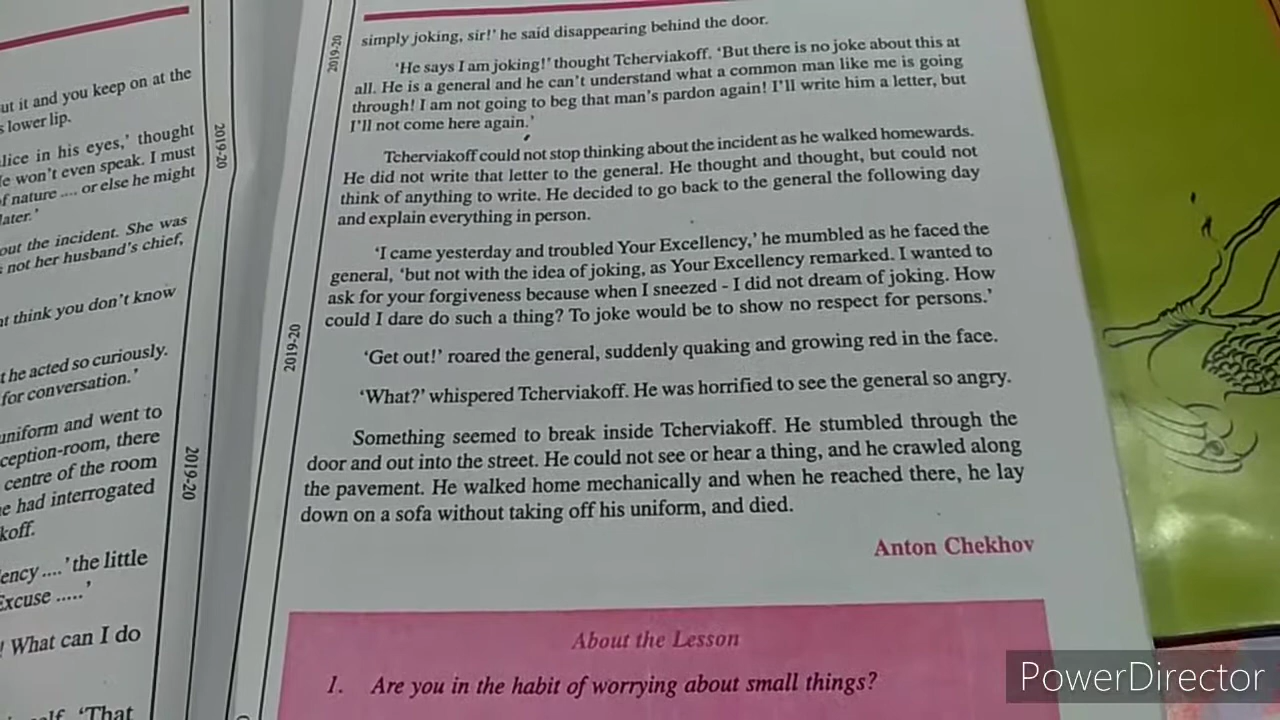 ut it and you keep on at the
s lower lip.
lice in his eyes,’ thought
e won’t even speak. I must
f nature .... or else he might
later.’
out the incident. She was
not her husband’s chief,
t think you don’t know
t he acted so curiously.
for conversation.’
uniform and went to
ception-room, there
centre of the room
e had interrogated
koff.
ency ....’ the little
Excuse .....’
! What can I do
elf. ‘That
2019-20
2019-20
2019-20
2019-20
simply joking, sir!’ he said disappearing behind the door.
‘He says I am joking!’ thought Tcherviakoff. ‘But there is no joke about this at
all. He is a general and he can’t understand what a common man like me is going
through! I am not going to beg that man’s pardon again! I’ll write him a letter, but
I’ll not come here again.’
Tcherviakoff could not stop thinking about the incident as he walked homewards.
He did not write that letter to the general. He thought and thought, but could not
think of anything to write. He decided to go back to the general the following day
and explain everything in person.
‘I came yesterday and troubled Your Excellency,’ he mumbled as he faced the
general, ‘but not with the idea of joking, as Your Excellency remarked. I wanted to
ask for your forgiveness because when I sneezed - I did not dream of joking. How
could I dare do such a thing? To joke would be to show no respect for persons.’
‘Get out!’ roared the general, suddenly quaking and growing red in the face.
‘What?’ whispered Tcherviakoff. He was horrified to see the general so angry.
Something seemed to break inside Tcherviakoff. He stumbled through the
door and out into the street. He could not see or hear a thing, and he crawled along
the pavement. He walked home mechanically and when he reached there, he lay
down on a sofa without taking off his uniform, and died.
Anton Chekhov
About the Lesson
1. Are you in the habit of worrying about small things?
PowerDirector